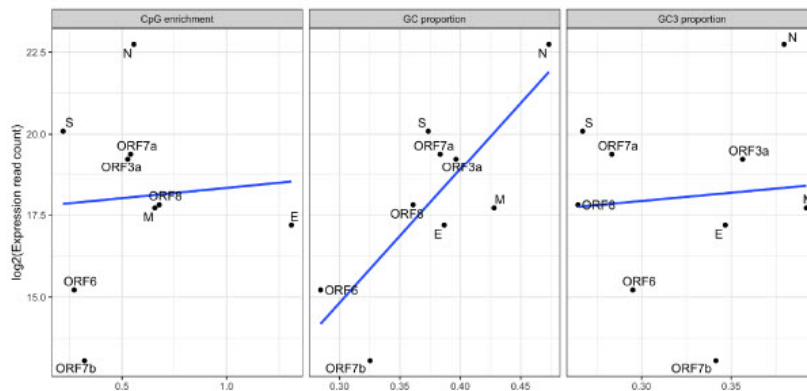 CpG enrichment
GC proportion
GC3 proportion
log2(Expression read count)
22.5
20.0
17.5
15.0
N
S
ORF7a
ORF3a
ORF8
M
E
ORF6
ORF7b
0.5
1.0
N
S
ORF7a
ORF3a
ORF8
M
E
ORF6
ORF7b
0.30
0.35
0.40
0.45
N
S
ORF7a
ORF3a
ORF8
M
E
ORF6
ORF7b
0.30
0.35